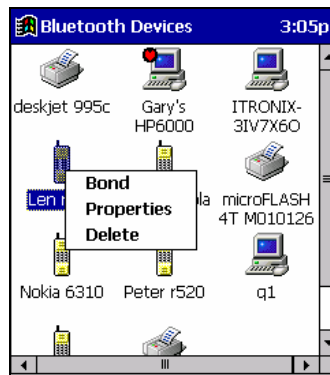 Bluetooth Devices 3:05p
deskjet 995c Gary's HP6000 ITRONIX-3IV7X6O
Len
Bond
Properties
Delete
microFLASH
4T M010126
Nokia 6310 Peter r520 q1